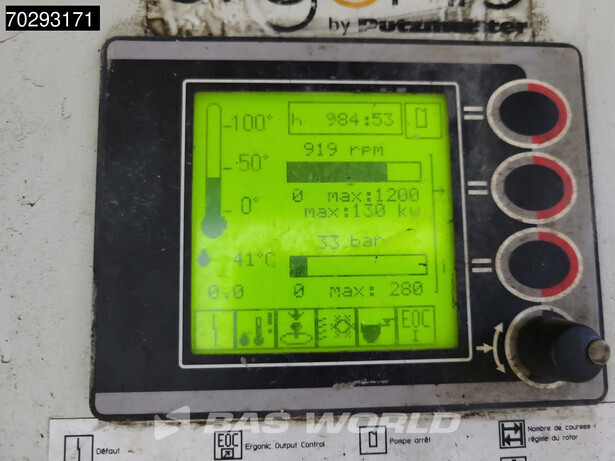 70293171
by Putzmeister
100°
h 984:53
919 rpm
50°
0 max:1200
0°
max:130 kw
33 bar
41°C
0.0 0 max: 280
EOC
I
BAS WORLD
Défaut
EOC
Ergonic Output Control
Pompe arrêt
Nombre de courses /
régime du rotor